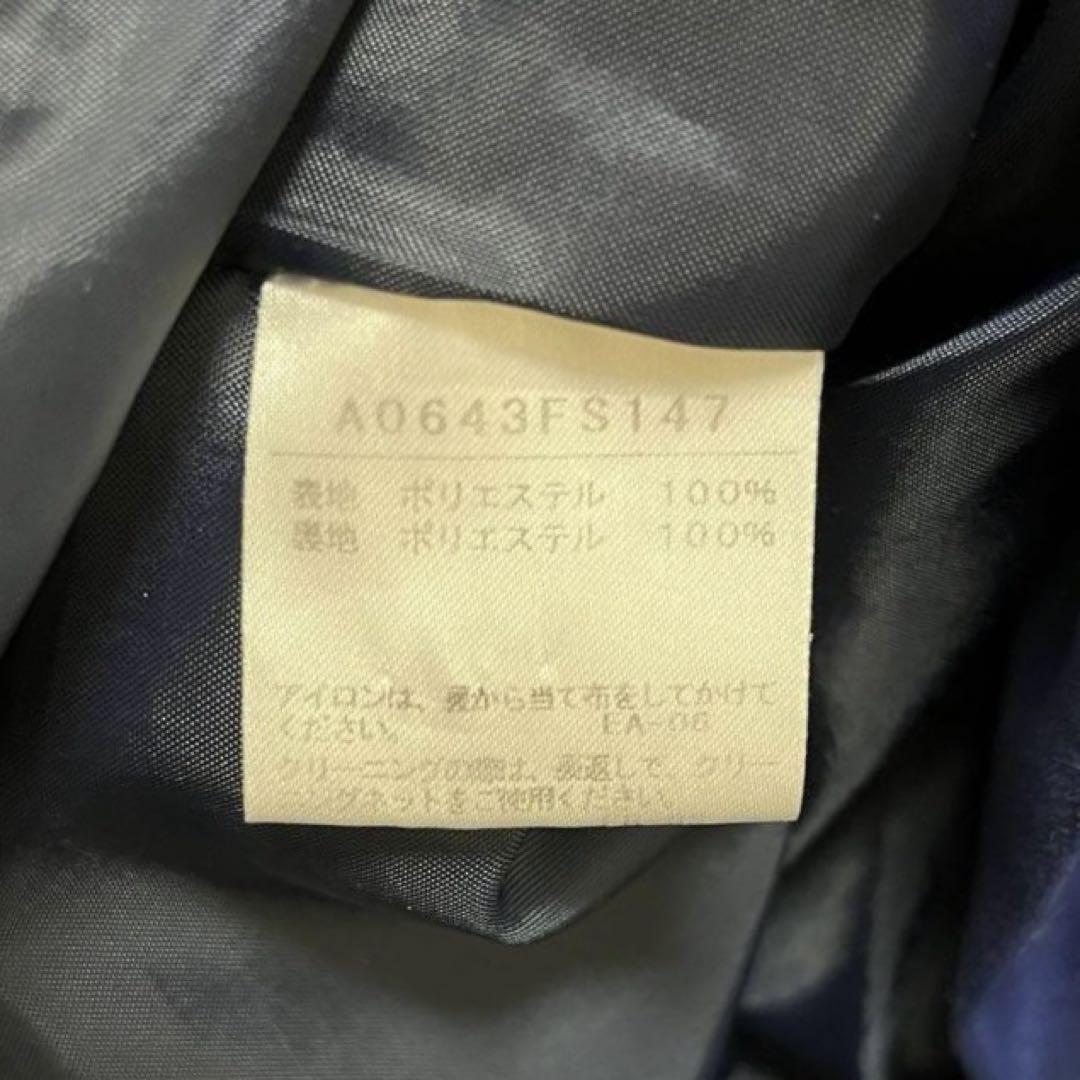 A0643FS147
表地 ポリエステル 100%
裏地 ポリエステル 100%
アイロンは、裏から当て布をしてかけて
ください。 EA-06
クリーニングの際は、裏返しで、クリー
ニングネットをご使用ください。